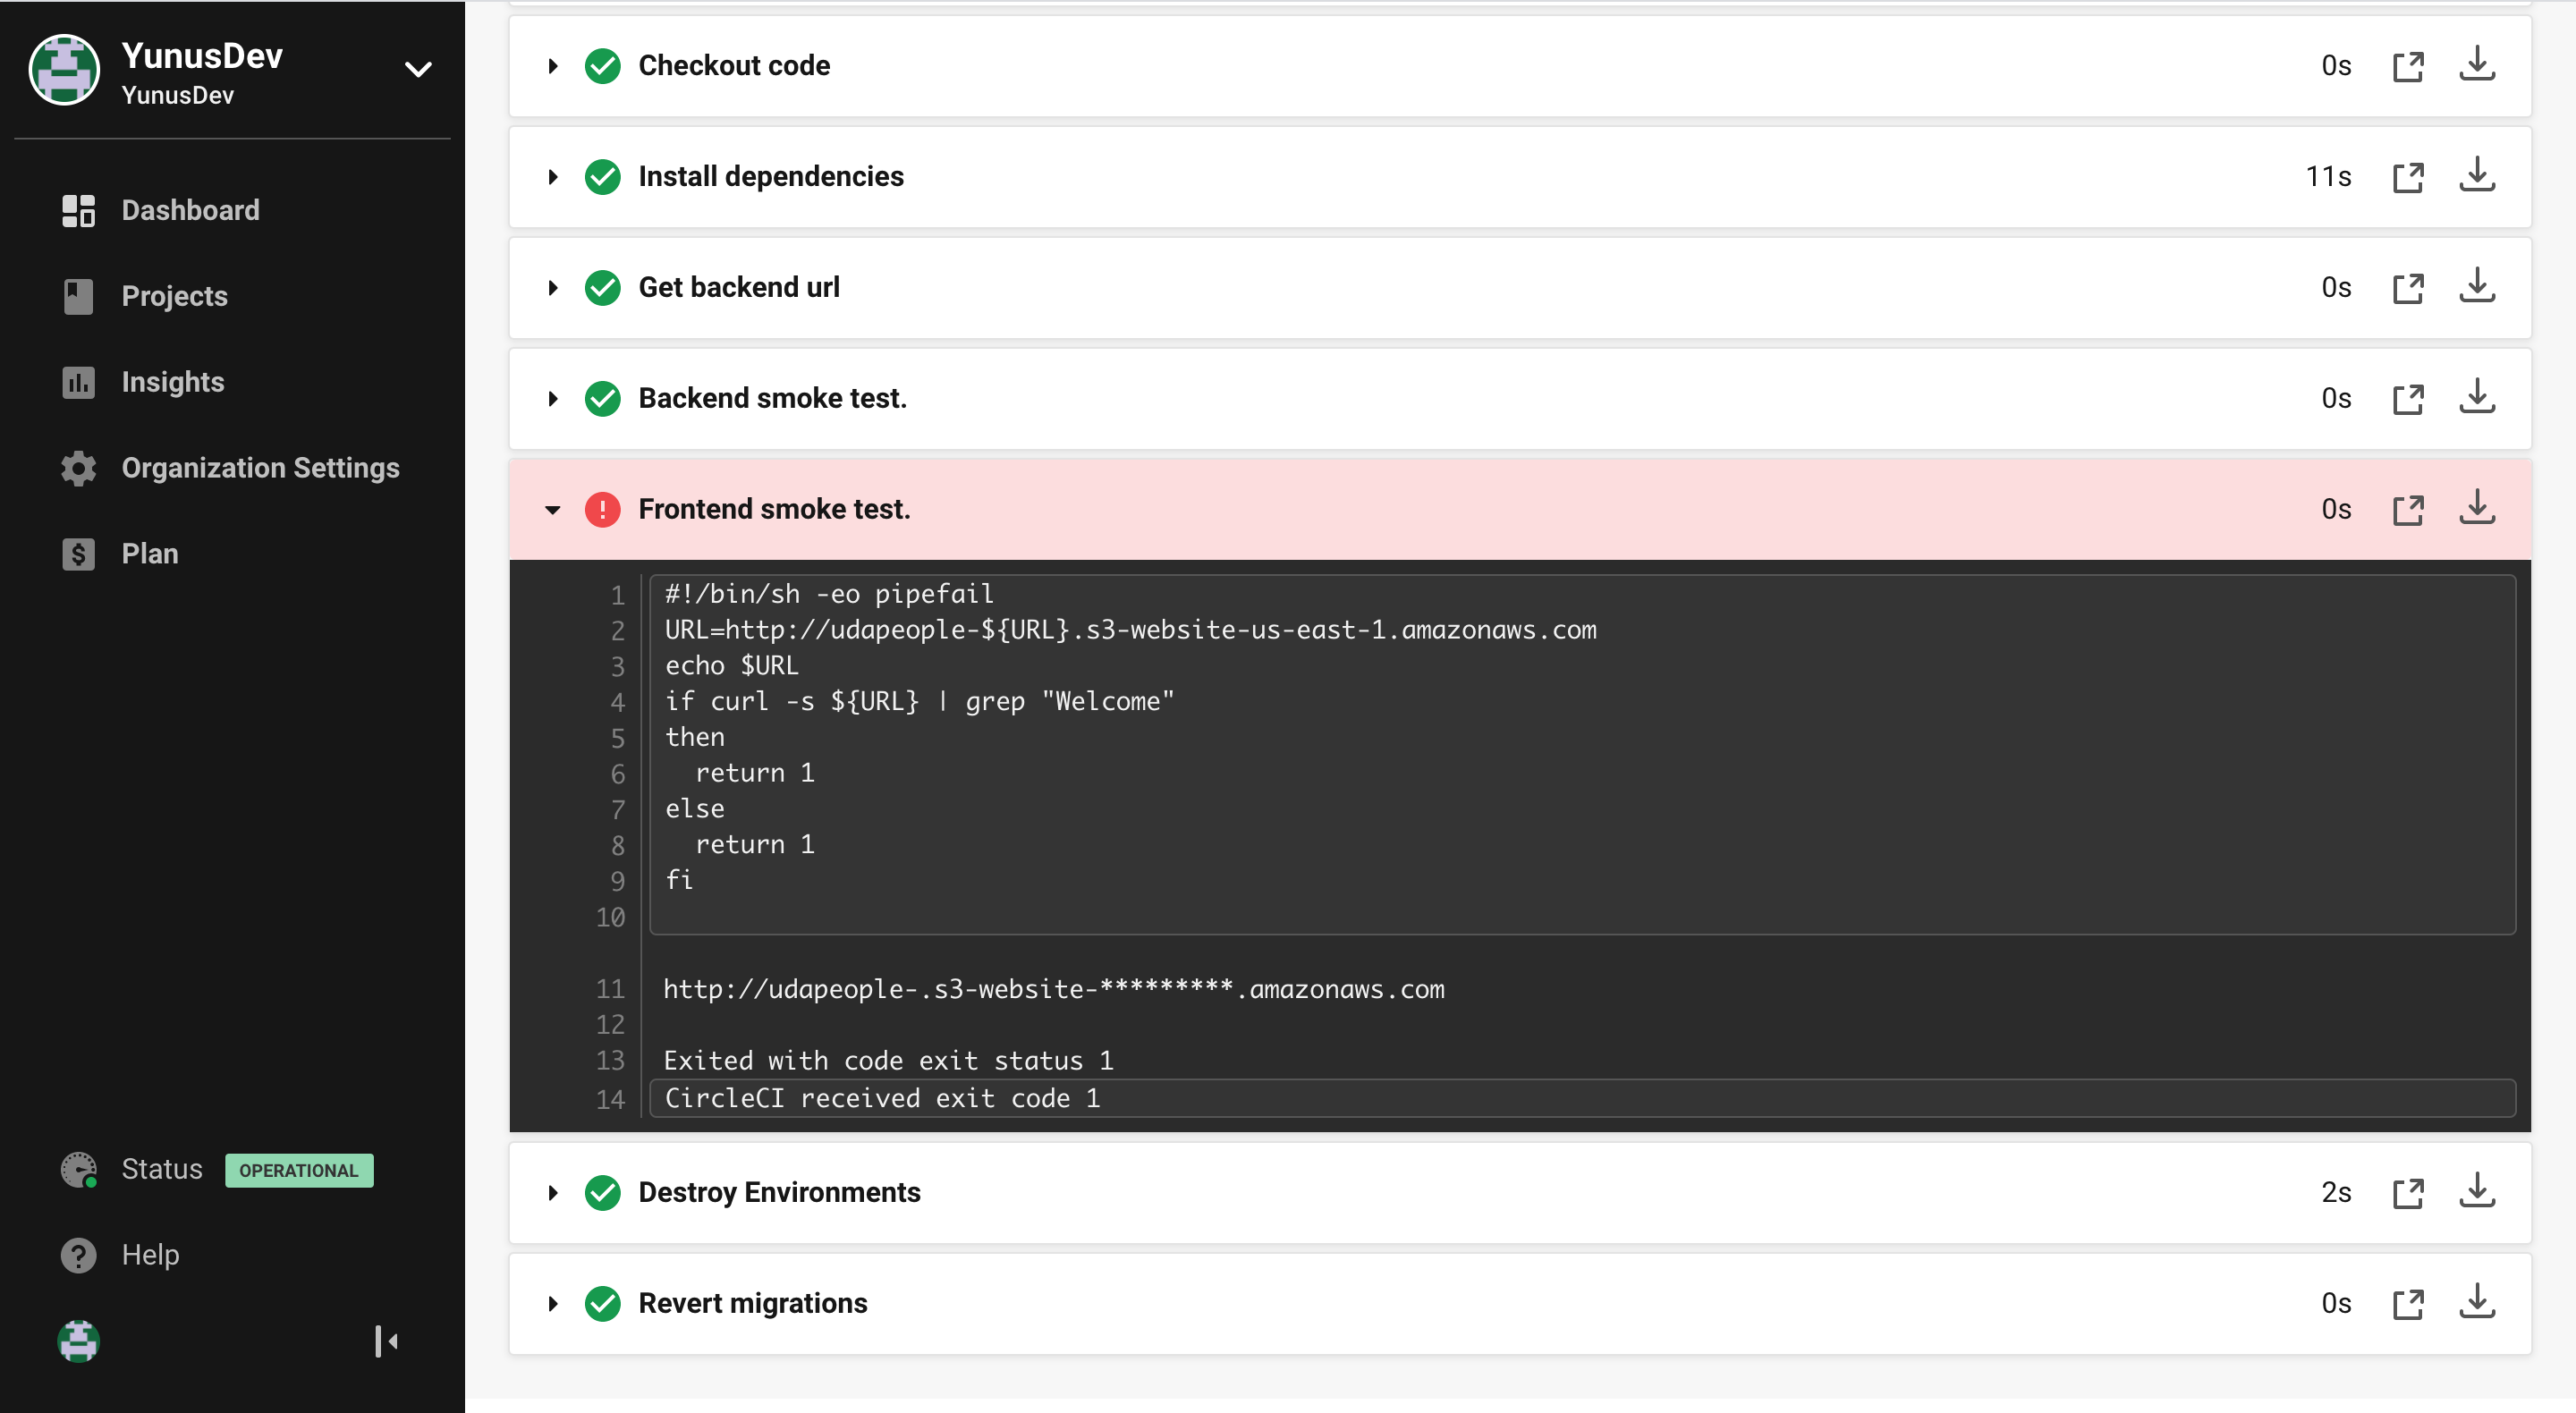 YunusDev
YunusDev
Dashboard
Projects
Insights
Organization Settings
Plan
Status OPERATIONAL
Help
Checkout code 0s
Install dependencies 11s
Get backend url 0s
Backend smoke test. 0s
Frontend smoke test. 0s
1 #!/bin/sh -eo pipefail
2 URL=http://udapeople-${URL}.s3-website-us-east-1.amazonaws.com
3 echo $URL
4 if curl -s ${URL} | grep "Welcome"
5 then
6   return 1
7 else
8   return 1
9 fi
10
11 http://udapeople-.s3-website-*********.amazonaws.com
12
13 Exited with code exit status 1
14 CircleCI received exit code 1
Destroy Environments 2s
Revert migrations 0s